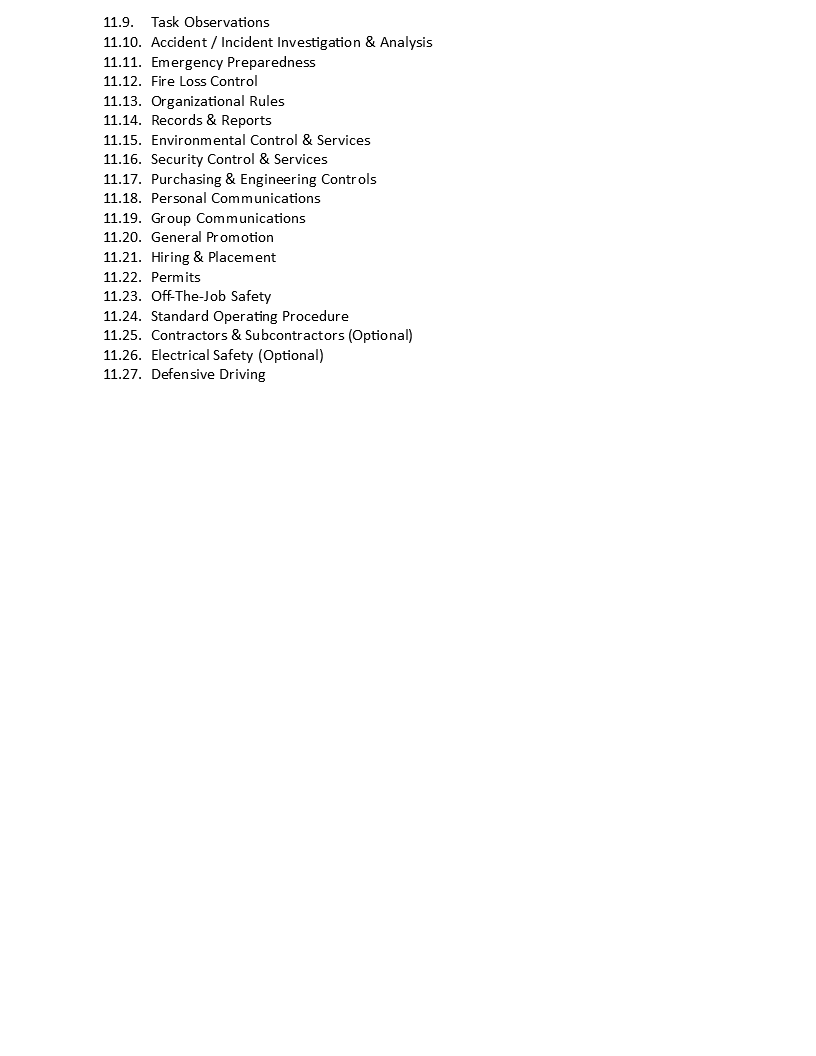 11.9. Task Observations
11.10. Accident / Incident Investigation & Analysis
11.11. Emergency Preparedness
11.12. Fire Loss Control
11.13. Organizational Rules
11.14. Records & Reports
11.15. Environmental Control & Services
11.16. Security Control & Services
11.17. Purchasing & Engineering Controls
11.18. Personal Communications
11.19. Group Communications
11.20. General Promotion
11.21. Hiring & Placement
11.22. Permits
11.23. Off-The-Job Safety
11.24. Standard Operating Procedure
11.25. Contractors & Subcontractors (Optional)
11.26. Electrical Safety (Optional)
11.27. Defensive Driving